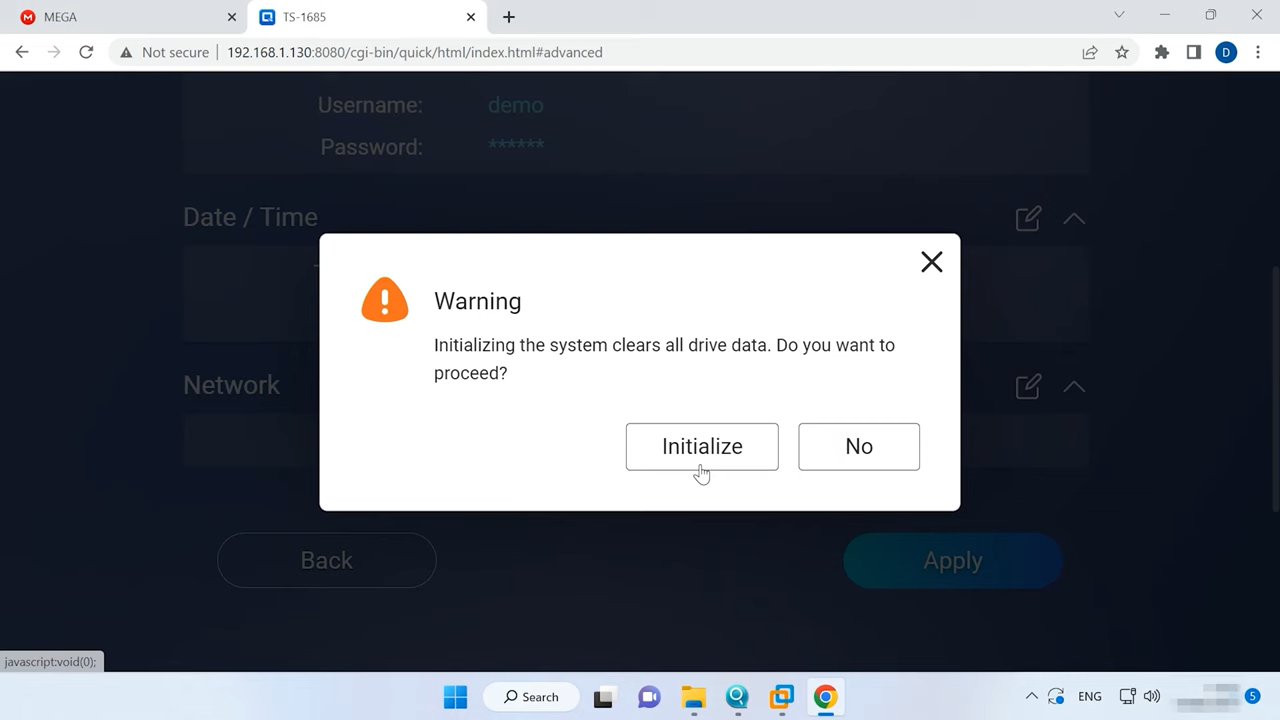 MEGA
TS-1685
Not secure
192.168.1.130:8080/cgi-bin/quick/html/index.html#advanced
D
Username: demo
Password: ******
Date / Time
Warning
Initializing the system clears all drive data. Do you want to
proceed?
Network
Initialize
No
Back
Apply
javascript:void(0);
Search
ENG
5